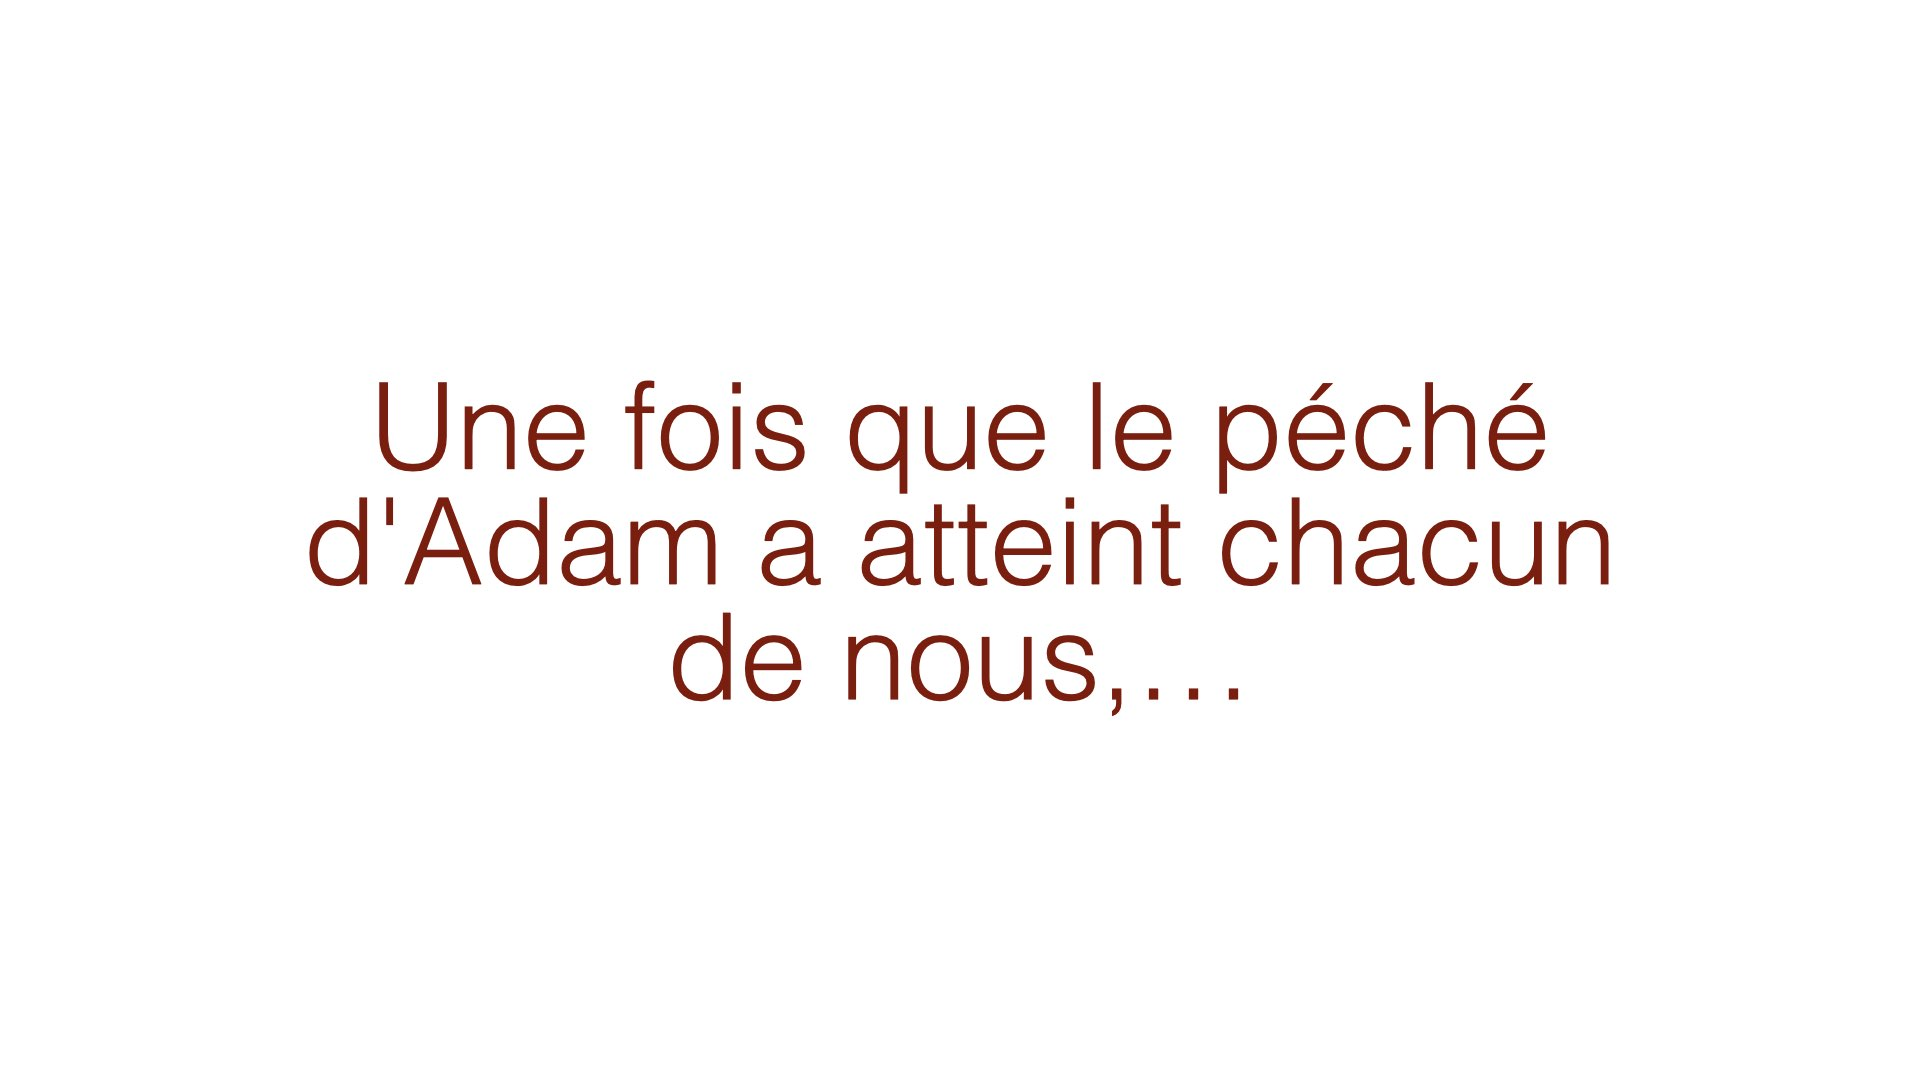 Une fois que le péché
d'Adam a atteint chacun
de nous,…